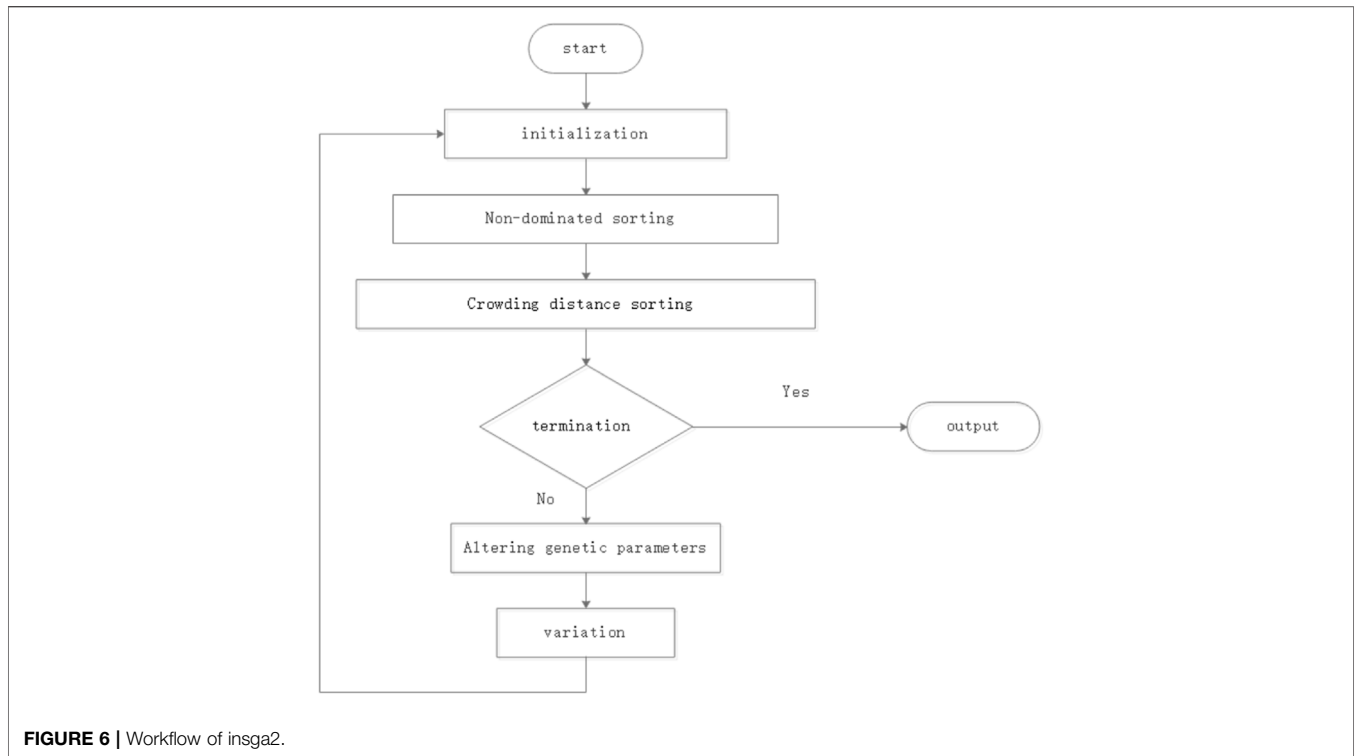 start
initialization
Non-dominated sorting
Crowding distance sorting
termination
Yes
output
No
Altering genetic parameters
variation
FIGURE 6 | Workflow of insga2.